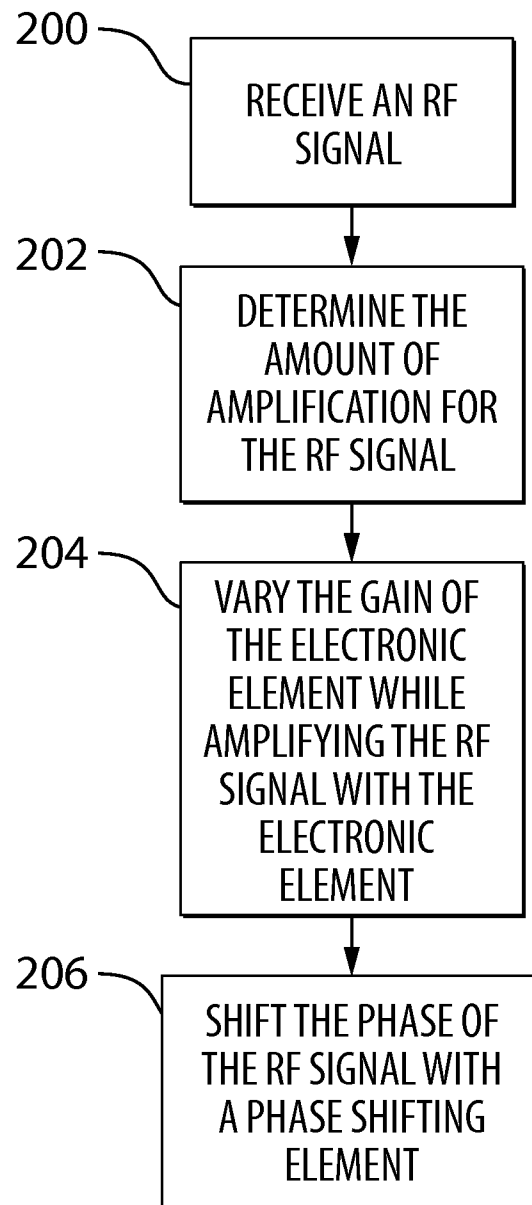 200
RECEIVE AN RF
SIGNAL
202
DETERMINE THE
AMOUNT OF
AMPLIFICATION FOR
THE RF SIGNAL
204
VARY THE GAIN OF
THE ELECTRONIC
ELEMENT WHILE
AMPLIFYING THE RF
SIGNAL WITH THE
ELECTRONIC
ELEMENT
206
SHIFT THE PHASE OF
THE RF SIGNAL WITH
A PHASE SHIFTING
ELEMENT